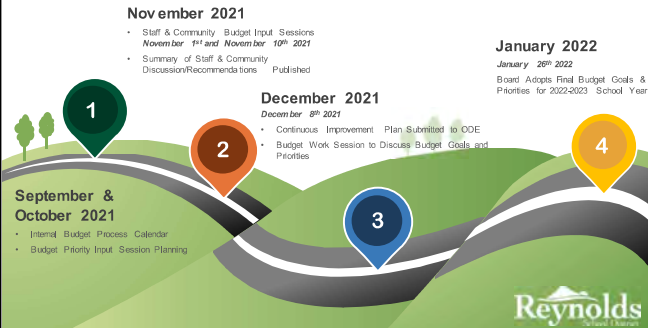 November 2021
• Staff & Community Budget Input Sessions
November 1st and November 10th 2021
• Summary of Staff & Community
Discussion/Recommendations Published
January 2022
January 26th 2022
Board Adopts Final Budget Goals &
Priorities for 2022-2023 School Year
December 2021
December 8th 2021
• Continuous Improvement Plan Submitted to ODE
• Budget Work Session to Discuss Budget Goals and
Priorities
1
2
3
4
September &
October 2021
• Internal Budget Process Calendar
• Budget Priority Input Session Planning
Reynolds
School District